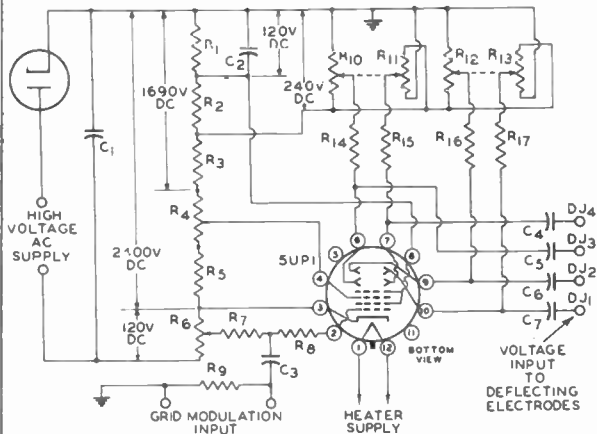 120V
DC
R1
C2
R10
R11
R12
R13
1690V
DC
R2
240V
DC
C1
R3
R14
R15
R16
R17
R4
HIGH
VOLTAGE
AC
SUPPLY
2100V
DC
R5
5UP1
6
7
5
8
4
9
3
10
2
11
1
12
BOTTOM
VIEW
C4
DJ4
C5
DJ3
C6
DJ2
C7
DJ1
120V
DC
R6
R7
R8
C3
R9
GRID MODULATION
INPUT
HEATER
SUPPLY
VOLTAGE
INPUT
TO
DEFLECTING
ELECTRODES